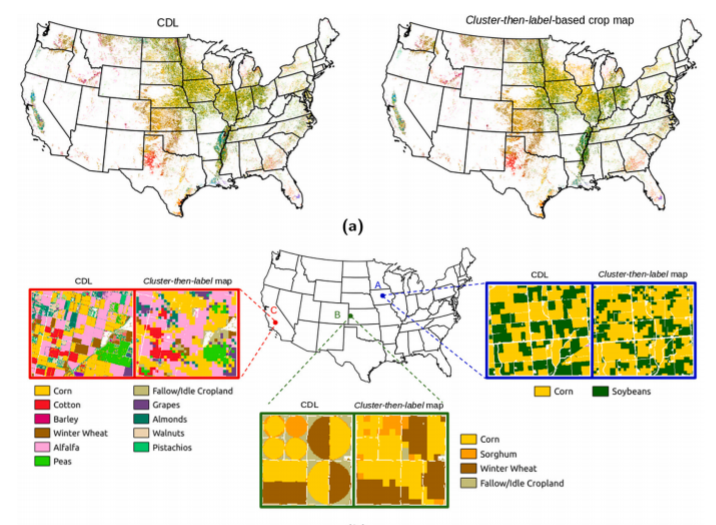 CDL
Cluster-then-label-based crop map
(a)
CDL
Cluster-then-label map
A
B
C
CDL
Cluster-then-label map
Corn
Cotton
Barley
Winter Wheat
Alfalfa
Peas
Fallow/Idle Cropland
Grapes
Almonds
Walnuts
Pistachios
Corn
Soybeans
CDL
Cluster-then-label map
Corn
Sorghum
Winter Wheat
Fallow/Idle Cropland